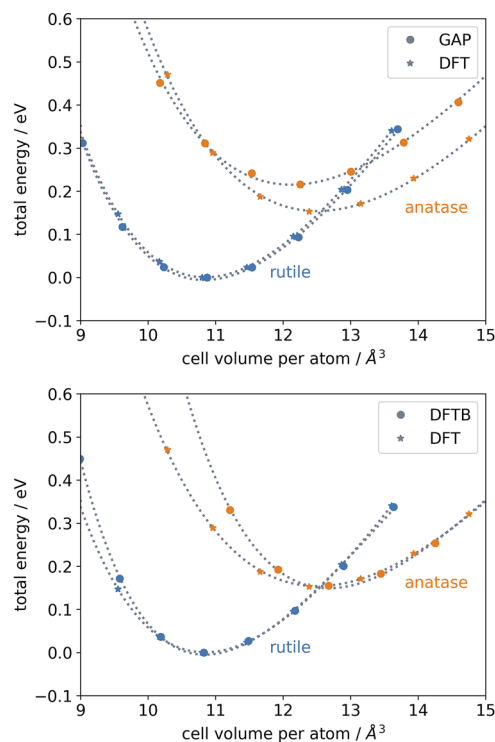 0.6
0.5
0.4
0.3
0.2
0.1
0.0
−0.1
total energy / eV
GAP
DFT
anatase
rutile
9 10 11 12 13 14 15
cell volume per atom / Å³
0.6
0.5
0.4
0.3
0.2
0.1
0.0
−0.1
total energy / eV
DFTB
DFT
anatase
rutile
9 10 11 12 13 14 15
cell volume per atom / Å³